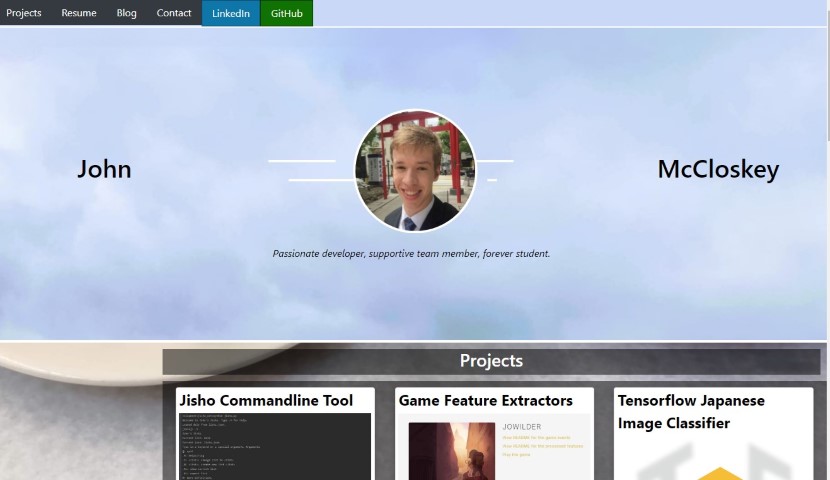 Projects Resume Blog Contact LinkedIn GitHub
John McCloskey
Passionate developer, supportive team member, forever student.
Projects
Jisho Commandline Tool
Game Feature Extractors
Tensorflow Japanese
Image Classifier
JOWILDER